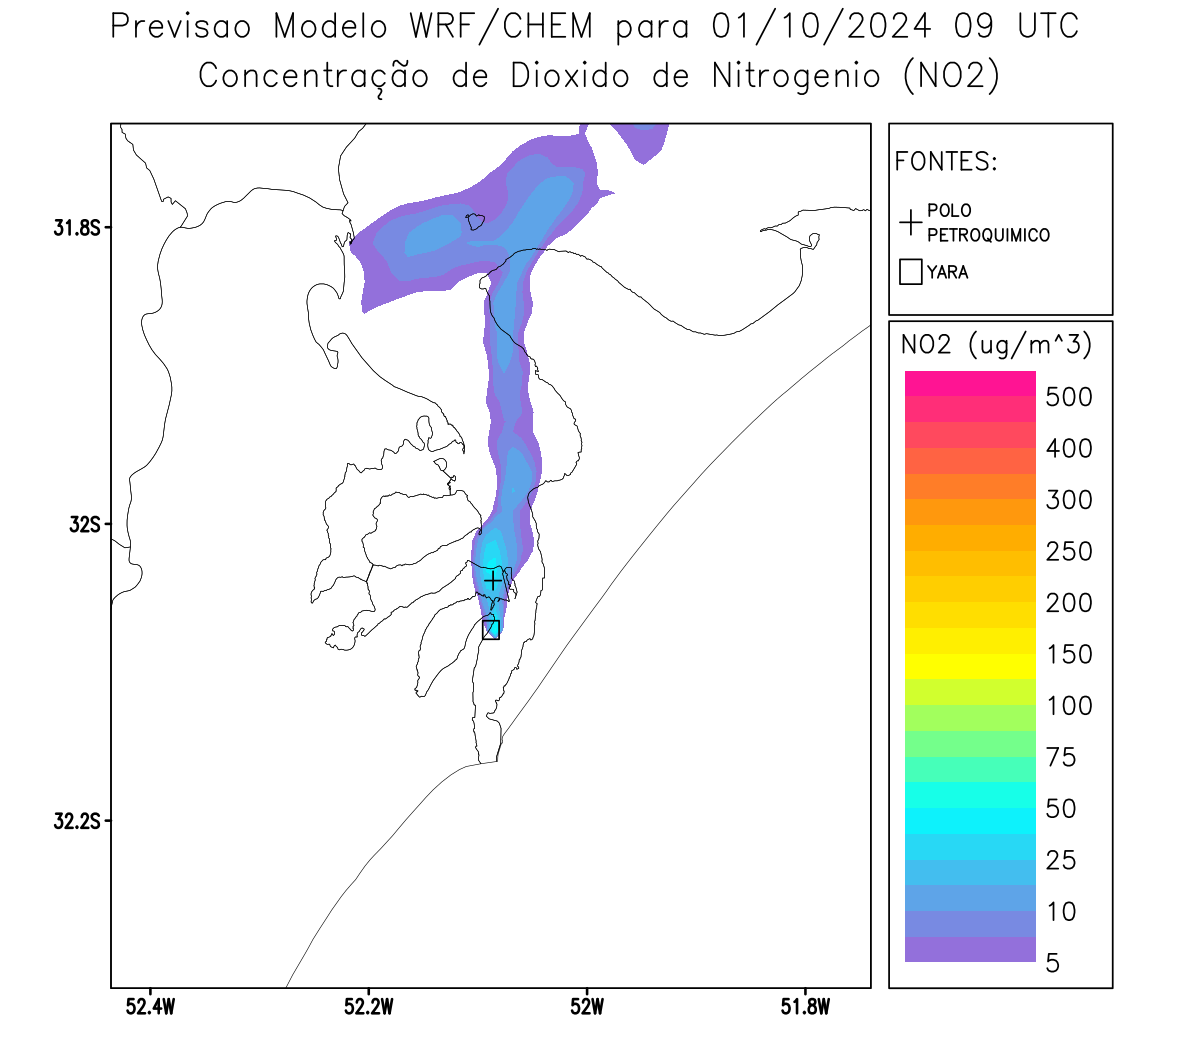 Previsao Modelo WRF/CHEM para 01/10/2024 09 UTC
Concentração de Dioxido de Nitrogenio (NO2)
FONTES:
POLO
PETROQUIMICO
YARA
NO2 (ug/m^3)
500
400
300
250
200
150
100
75
50
25
10
5
31.8S
32S
32.2S
52.4W
52.2W
52W
51.8W